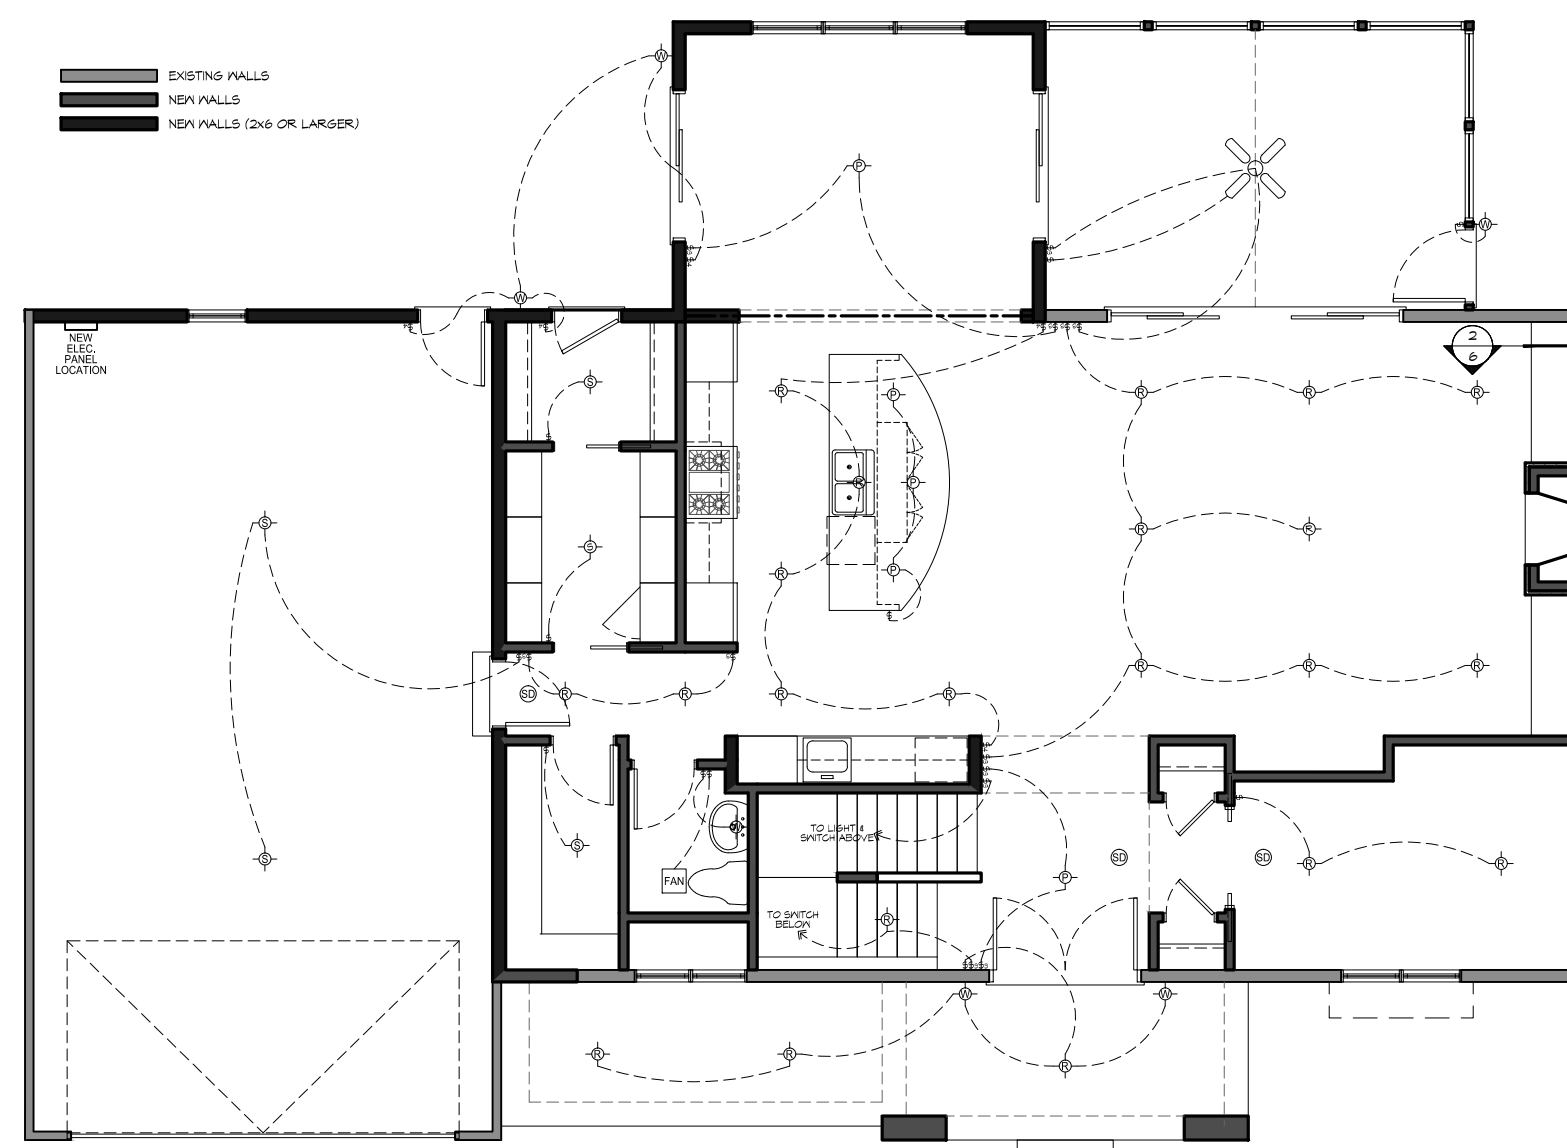 EXISTING WALLS
NEW WALLS
NEW WALLS (2x6 OR LARGER)
W
P
W
W
NEW
ELEC.
PANEL
LOCATION
2
6
S
R
P
R
R
R
R
P
S
R
R
S
R
P
R
R
R
SD
R
R
R
R
TO LIGHT &
SWITCH ABOVE
W
S
SD
SD
R
R
S
FAN
P
TO SWITCH
BELOW
R
W
W
R
R
R